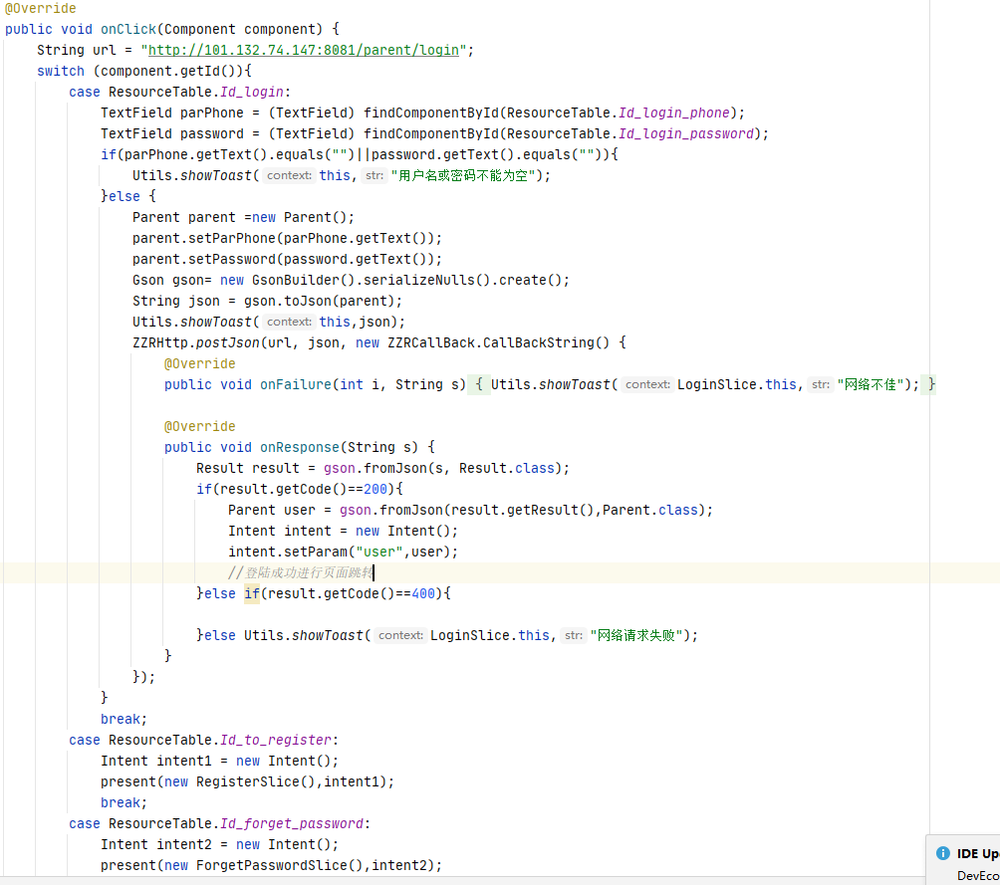 @Override
public void onClick(Component component) {
    String url = "http://101.132.74.147:8081/parent/login";
    switch (component.getId()){
        case ResourceTable.Id_login:
            TextField parPhone = (TextField) findComponentById(ResourceTable.Id_login_phone);
            TextField password = (TextField) findComponentById(ResourceTable.Id_login_password);
            if(parPhone.getText().equals("")||password.getText().equals("")){
                Utils.showToast( context: this, str: "用户名或密码不能为空");
            }else {
                Parent parent =new Parent();
                parent.setParPhone(parPhone.getText());
                parent.setPassword(password.getText());
                Gson gson= new GsonBuilder().serializeNulls().create();
                String json = gson.toJson(parent);
                Utils.showToast( context: this,json);
                ZZRHttp.postJson(url, json, new ZZRCallBack.CallBackString() {
                    @Override
                    public void onFailure(int i, String s) { Utils.showToast( context: LoginSlice.this, str: "网络不佳"); }
                    @Override
                    public void onResponse(String s) {
                        Result result = gson.fromJson(s, Result.class);
                        if(result.getCode()==200){
                            Parent user = gson.fromJson(result.getResult(),Parent.class);
                            Intent intent = new Intent();
                            intent.setParam("user",user);
                            //登陆成功进行页面跳转
                        }else if(result.getCode()==400){
                        }else Utils.showToast( context: LoginSlice.this, str: "网络请求失败");
                    }
                });
            }
            break;
        case ResourceTable.Id_to_register:
            Intent intent1 = new Intent();
            present(new RegisterSlice(),intent1);
            break;
        case ResourceTable.Id_forget_password:
            Intent intent2 = new Intent();
            present(new ForgetPasswordSlice(),intent2);
IDE Up
DevEco